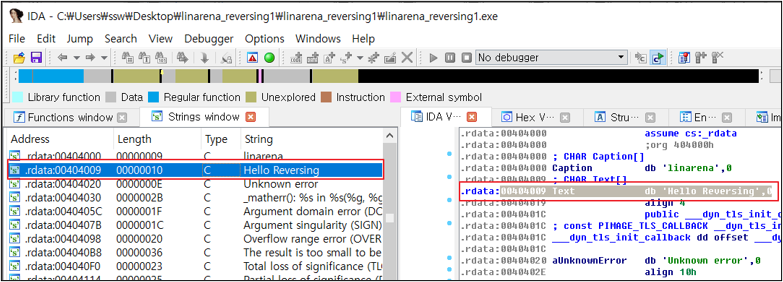 IDA - C:₩Users₩ssw₩Desktop₩linarena_reversing1₩linarena_reversing1₩linarena_reversing1.exe
File Edit Jump Search View Debugger Options Windows Help
No debugger
Library function Data Regular function Unexplored Instruction External symbol
Functions window Strings window IDA V... Hex V... Stru... En... Im
Address Length Type String
.rdata:00404000 00000009 C linarena
.rdata:00404009 00000010 C Hello Reversing
.rdata:00404020 0000000E C Unknown error
.rdata:00404030 0000002B C _matherr(): %s in %s(%g, %g
.rdata:0040405C 0000001F C Argument domain error (DO
.rdata:0040407B 0000001C C Argument singularity (SIGN)
.rdata:00404098 00000020 C Overflow range error (OVER
.rdata:004040B8 00000036 C The result is too small to be
.rdata:004040F0 00000023 C Total loss of significance (TL
.rdata:00404114 00000025 C Partial loss of significance (P
.rdata:00404000 assume cs:_rdata
.rdata:00404000 ;org 404000h
.rdata:00404000 ; CHAR Caption[]
.rdata:00404000 Caption db 'linarena',0
.rdata:00404009 ; CHAR Text[]
.rdata:00404009 Text db 'Hello Reversing',0
.rdata:00404019 align 4
.rdata:0040401C public ___dyn_tls_init_c
.rdata:0040401C ; const PIMAGE_TLS_CALLBACK __dyn_tls_i
.rdata:0040401C ___dyn_tls_init_callback dd offset ___dyn
.rdata:0040401C
.rdata:00404020 aUnknownError db 'Unknown error',0
.rdata:0040402E align 10h